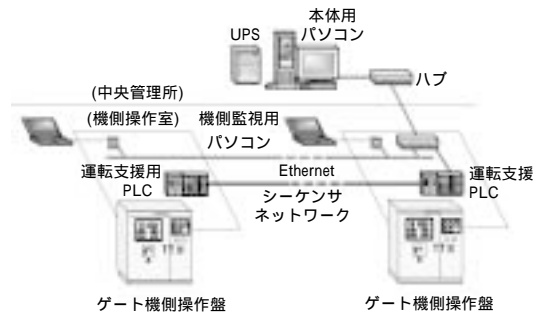 本体用
パソコン
UPS
ハブ
(中央管理所)
(機側操作室)
機側監視用
パソコン
運転支援用
PLC
Ethernet
シーケンサ
ネットワーク
運転支援
PLC
ゲート機側操作盤
ゲート機側操作盤